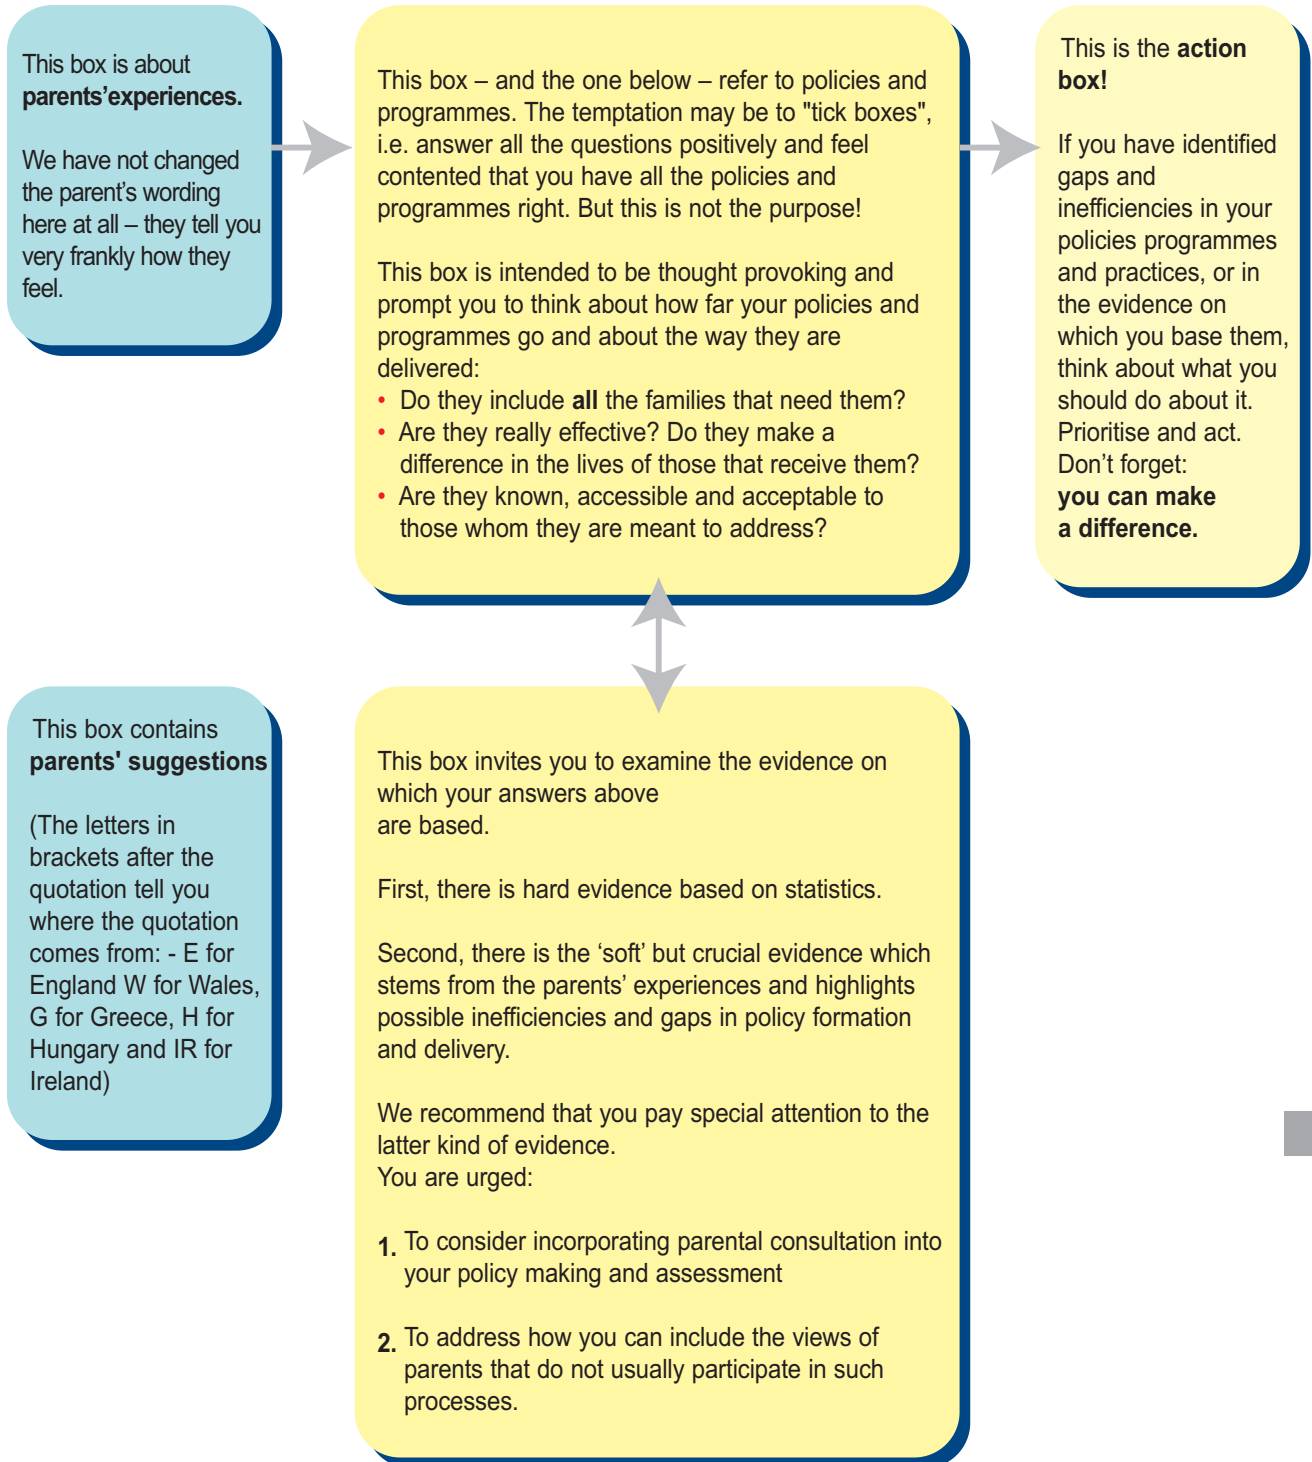 This box is about
parents'experiences.
We have not changed
the parent's wording
here at all – they tell you
very frankly how they
feel.
This box – and the one below – refer to policies and
programmes. The temptation may be to "tick boxes",
i.e. answer all the questions positively and feel
contented that you have all the policies and
programmes right. But this is not the purpose!
This box is intended to be thought provoking and
prompt you to think about how far your policies and
programmes go and about the way they are
delivered:
• Do they include all the families that need them?
• Are they really effective? Do they make a
difference in the lives of those that receive them?
• Are they known, accessible and acceptable to
those whom they are meant to address?
This is the action
box!
If you have identified
gaps and
inefficiencies in your
policies programmes
and practices, or in
the evidence on
which you base them,
think about what you
should do about it.
Prioritise and act.
Don't forget:
you can make
a difference.
This box contains
parents' suggestions
(The letters in
brackets after the
quotation tell you
where the quotation
comes from: - E for
England W for Wales,
G for Greece, H for
Hungary and IR for
Ireland)
This box invites you to examine the evidence on
which your answers above
are based.
First, there is hard evidence based on statistics.
Second, there is the ‘soft’ but crucial evidence which
stems from the parents’ experiences and highlights
possible inefficiencies and gaps in policy formation
and delivery.
We recommend that you pay special attention to the
latter kind of evidence.
You are urged:
1. To consider incorporating parental consultation into
your policy making and assessment
2. To address how you can include the views of
parents that do not usually participate in such
processes.